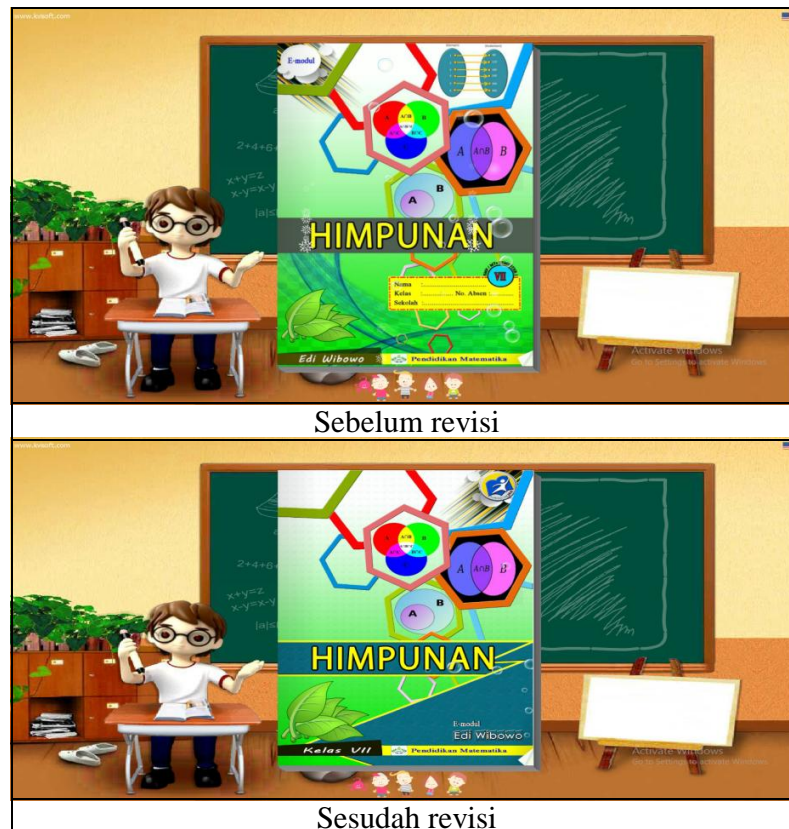 www.kvisoft.com
E-modul
2+4+6+
x+y=z
x-y=x-y
A A∩B B
A A∩B B
B
A
HIMPUNAN
VII
Nama :
Kelas : No. Absen :
Sekolah :
Edi Wibowo Pendidikan Matematika
Activate Windows
Go to Settings to activate Windows.
Sebelum revisi
www.kvisoft.com
2+4+6+
x+y=z
x-y=x-y
A A∩B B
A A∩B B
B
A
HIMPUNAN
E-modul
Edi Wibowo
Kelas VII Pendidikan Matematika
Activate Windows
Go to Settings to activate Windows.
Sesudah revisi